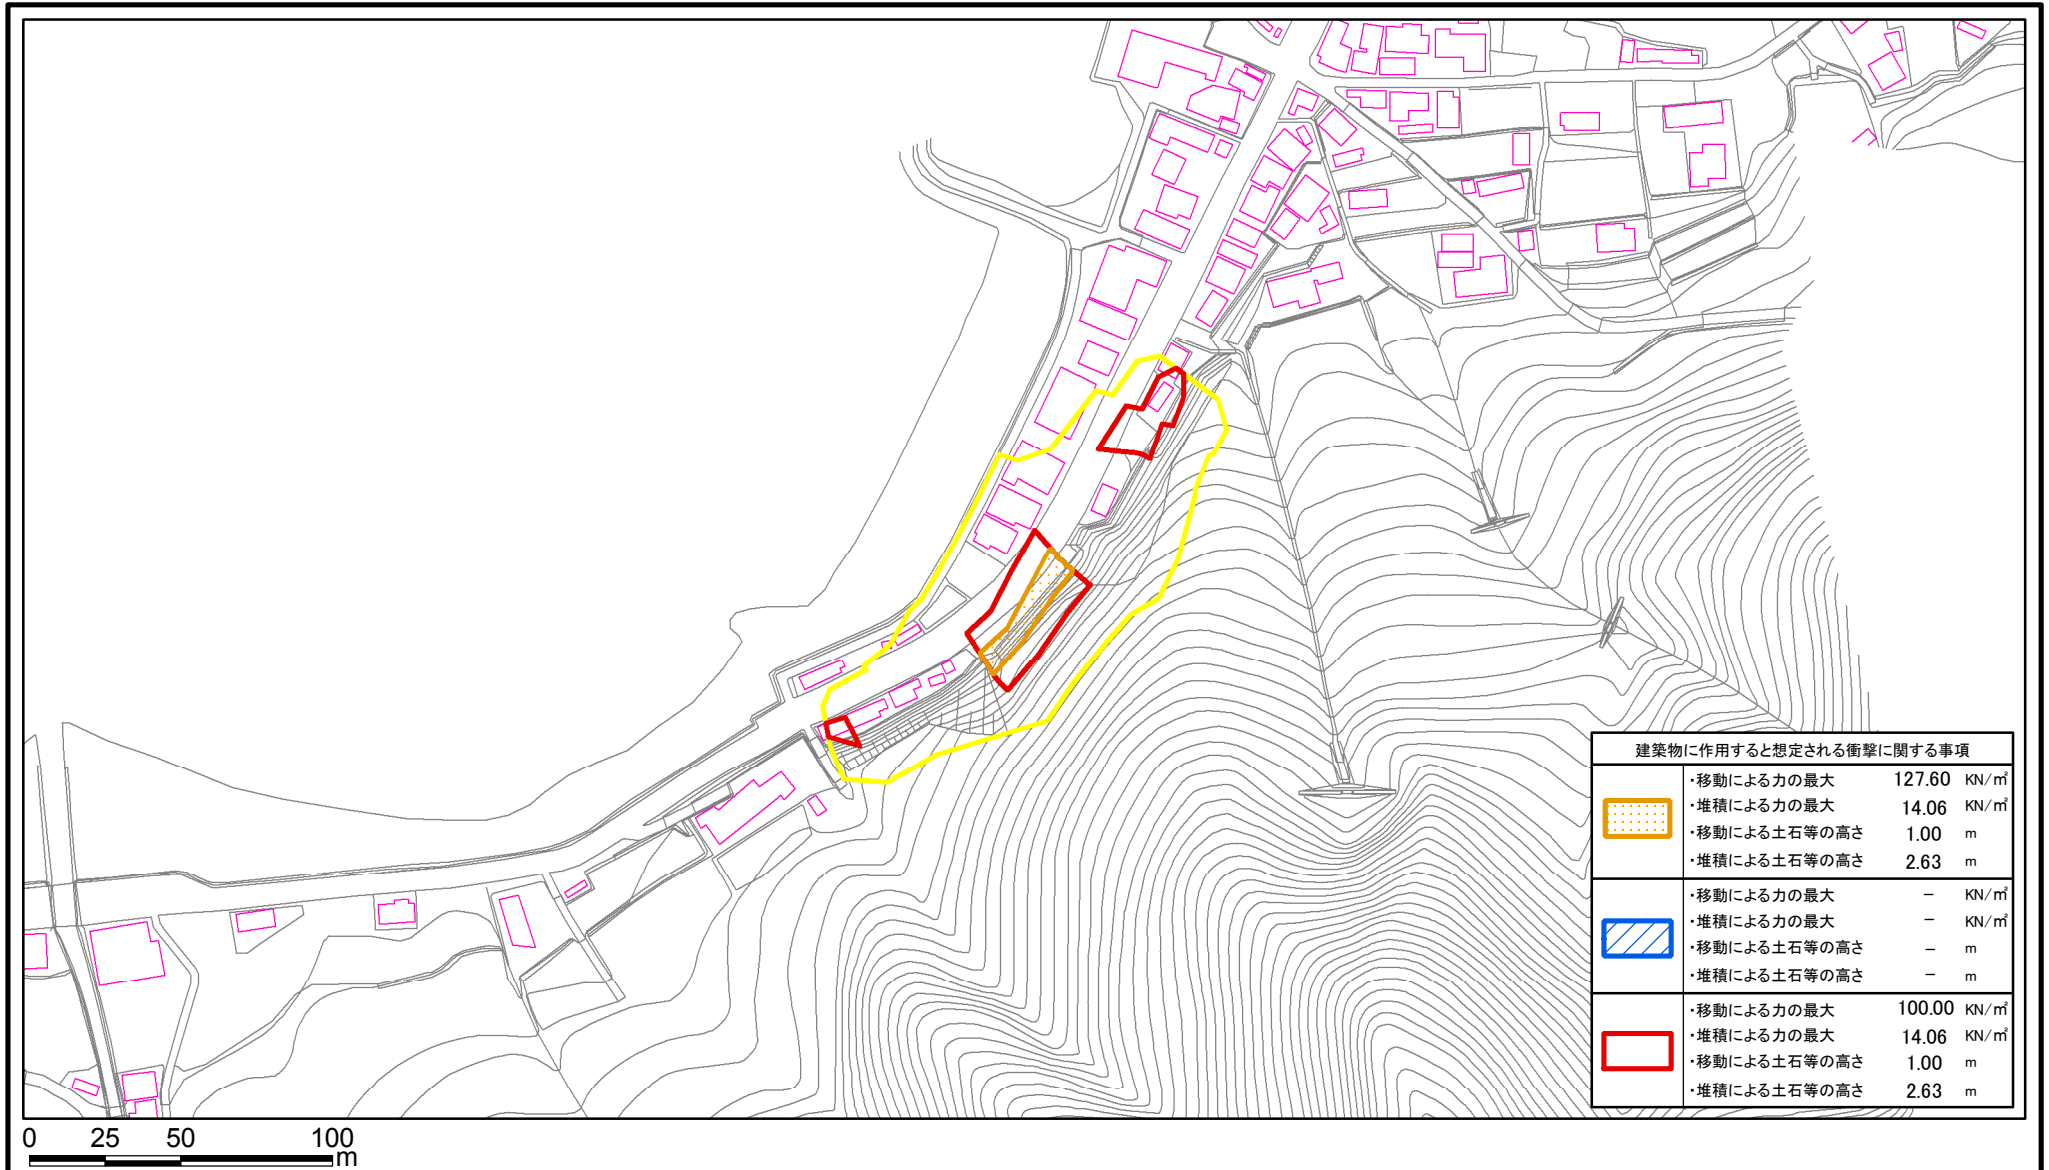 建築物に作用すると想定される衝撃に関する事項
・移動による力の最大 127.60 KN/㎡
・堆積による力の最大 14.06 KN/㎡
・移動による土石等の高さ 1.00 m
・堆積による土石等の高さ 2.63 m
・移動による力の最大 － KN/㎡
・堆積による力の最大 － KN/㎡
・移動による土石等の高さ － m
・堆積による土石等の高さ － m
・移動による力の最大 100.00 KN/㎡
・堆積による力の最大 14.06 KN/㎡
・移動による土石等の高さ 1.00 m
・堆積による土石等の高さ 2.63 m
0 25 50 100
m